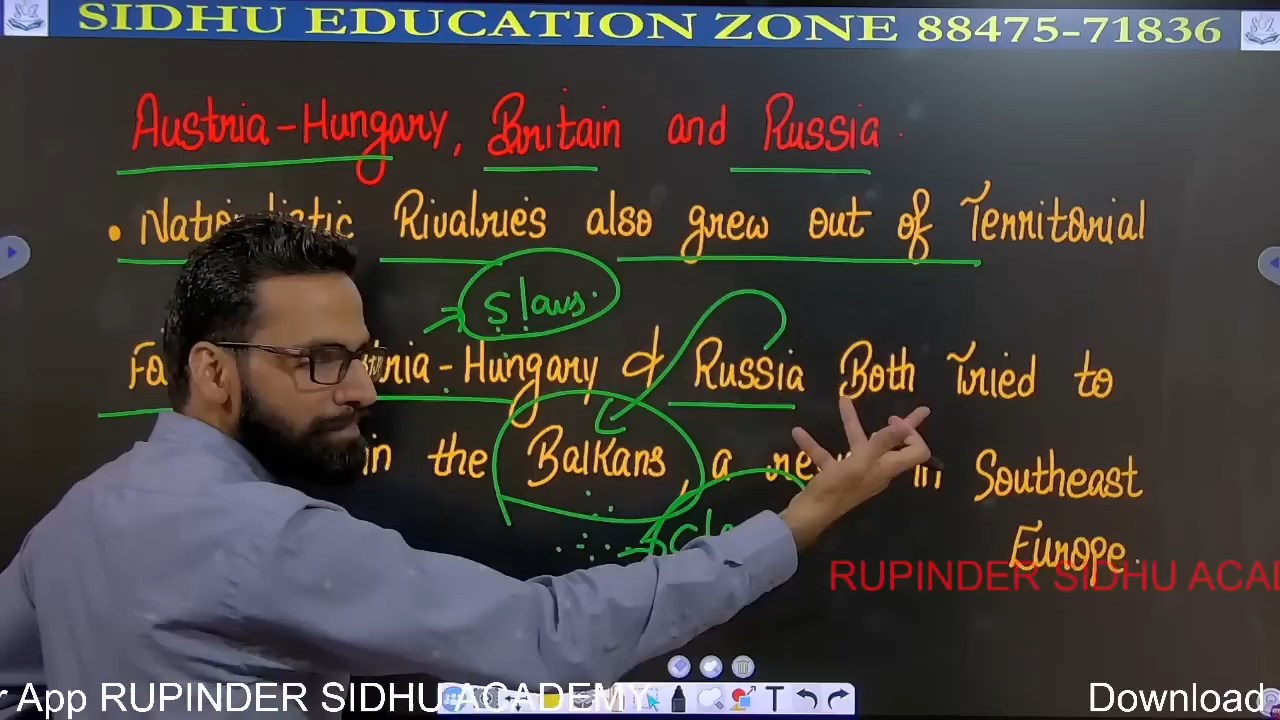 SIDHU EDUCATION ZONE 88475-71836
Austria-Hungary, Britain and Russia.
• Rivalries also grew out of Territorial
Slavs.
Hungary & Russia Both Tried to
in the Balkans, a in Southeast
Europe.
RUPINDER SIDHU
App RUPINDER SIDHU ACADEMY
Download